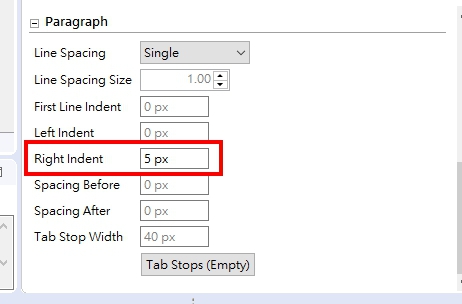 Paragraph
Line Spacing Single
Line Spacing Size 1.00
First Line Indent 0 px
Left Indent 0 px
Right Indent 5 px
Spacing Before 0 px
Spacing After 0 px
Tab Stop Width 40 px
Tab Stops (Empty)